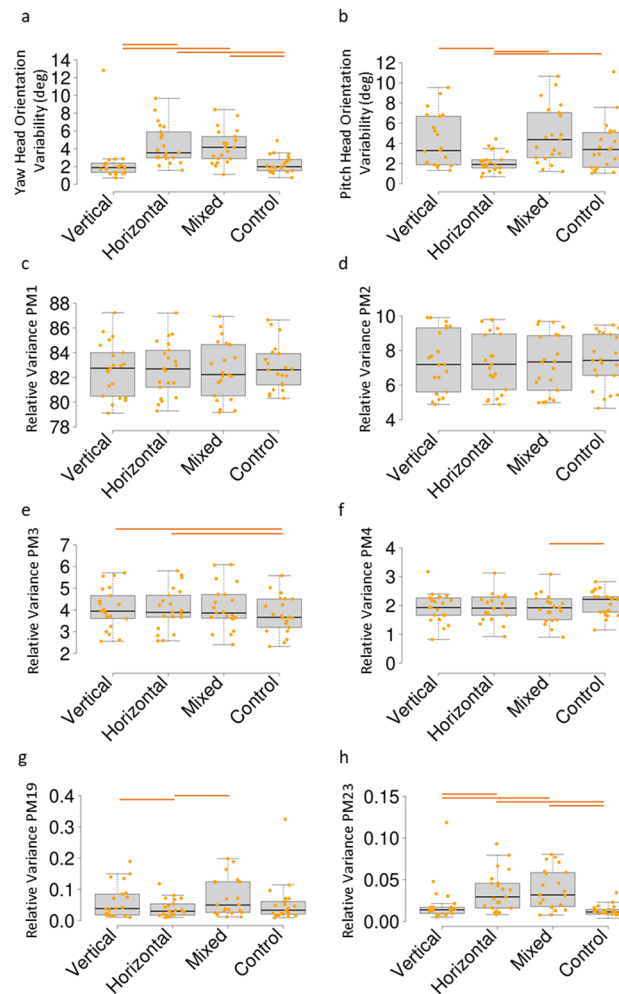 a
Yaw Head Orientation
Variability (deg)
14
12
10
8
6
4
2
0
Vertical
Horizontal
Mixed
Control
b
Pitch Head Orientation
Variability (deg)
12
10
8
6
4
2
0
Vertical
Horizontal
Mixed
Control
c
Relative Variance PM1
88
86
84
82
80
78
Vertical
Horizontal
Mixed
Control
d
Relative Variance PM2
10
8
6
4
Vertical
Horizontal
Mixed
Control
e
Relative Variance PM3
7
6
5
4
3
2
Vertical
Horizontal
Mixed
Control
f
Relative Variance PM4
4
3
2
1
0
Vertical
Horizontal
Mixed
Control
g
Relative Variance PM19
0.4
0.3
0.2
0.1
0.0
Vertical
Horizontal
Mixed
Control
h
Relative Variance PM23
0.15
0.10
0.05
0.00
Vertical
Horizontal
Mixed
Control